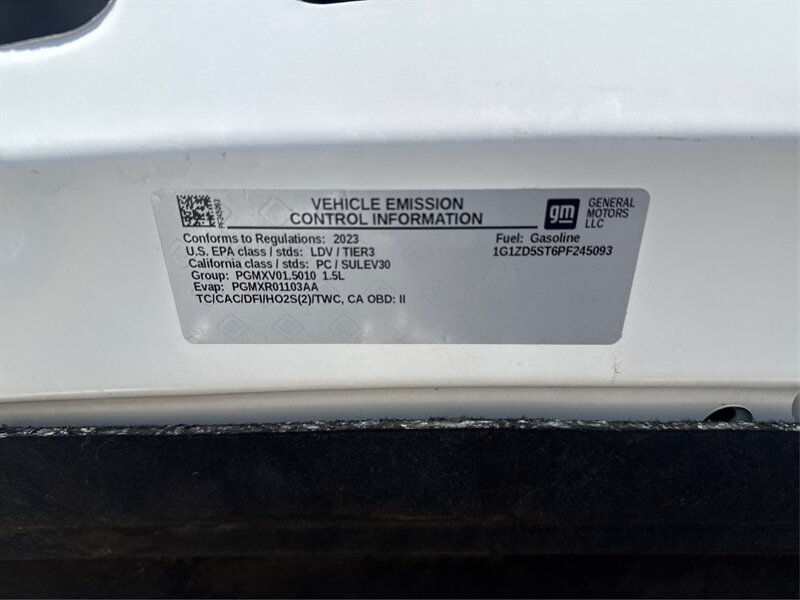 PF245093
VEHICLE EMISSION
CONTROL INFORMATION
gm
GENERAL
MOTORS
LLC
Conforms to Regulations: 2023
Fuel: Gasoline
U.S. EPA class / stds: LDV / TIER3
1G1ZD5ST6PF245093
California class / stds: PC / SULEV30
Group: PGMXV01.5010 1.5L
Evap: PGMXR01103AA
TC/CAC/DFI/HO2S(2)/TWC, CA OBD: II